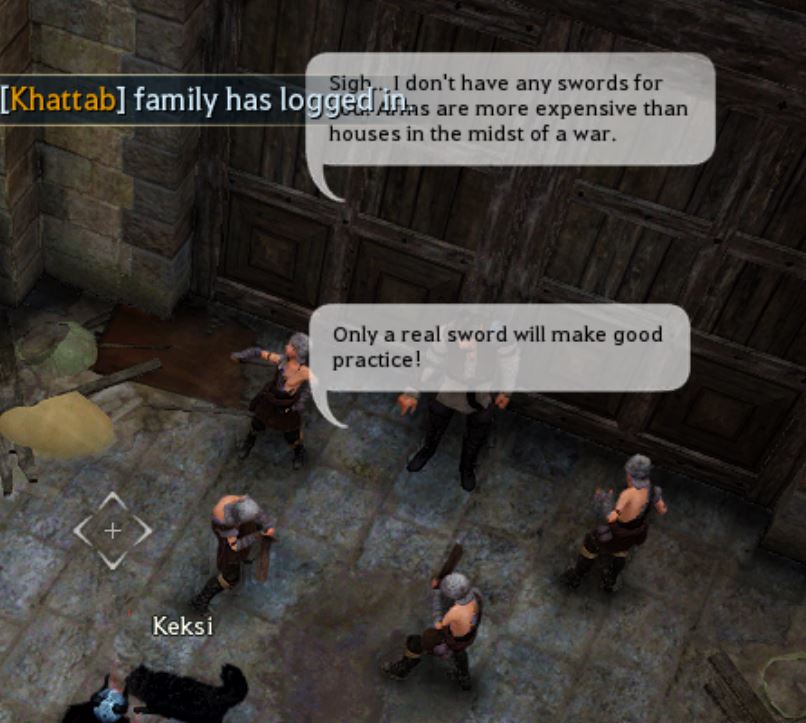 Sigh... I don't have any swords for
[Khattab] family has logged in.
you. Arms are more expensive than
houses in the midst of a war.
Only a real sword will make good
practice!
Keksi